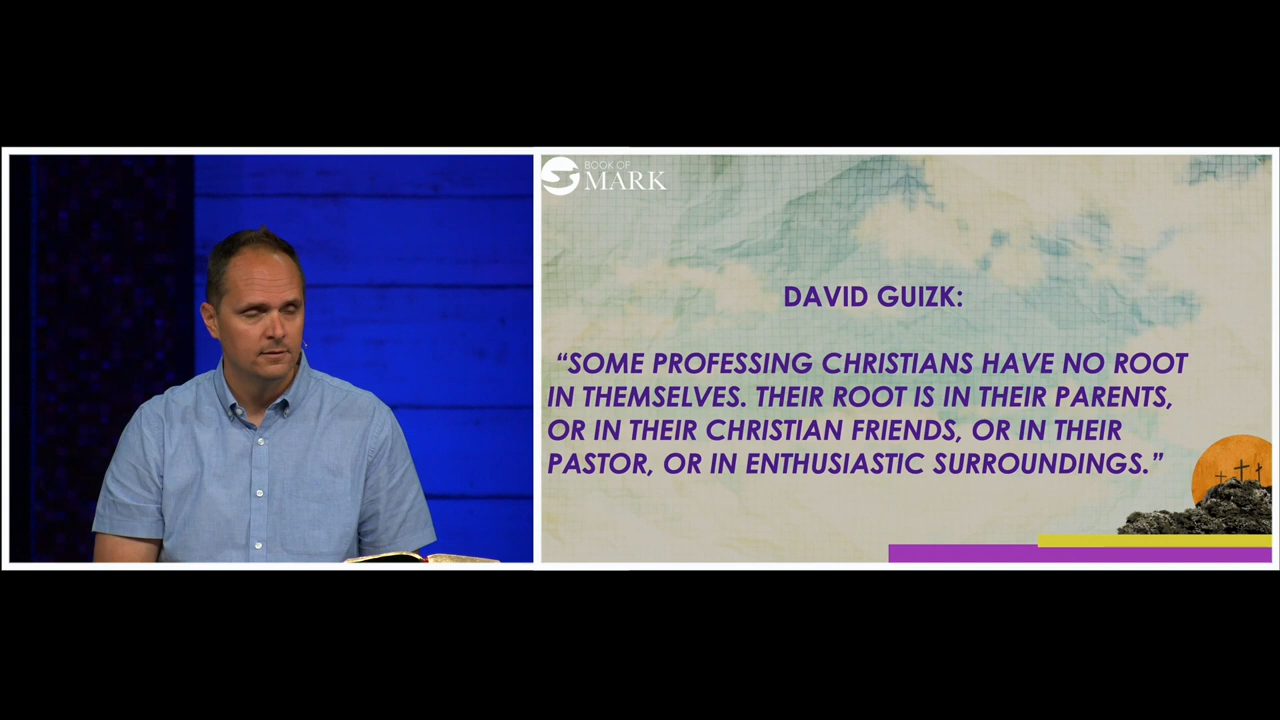 BOOK OF
MARK
DAVID GUIZK:
“SOME PROFESSING CHRISTIANS HAVE NO ROOT
IN THEMSELVES. THEIR ROOT IS IN THEIR PARENTS,
OR IN THEIR CHRISTIAN FRIENDS, OR IN THEIR
PASTOR, OR IN ENTHUSIASTIC SURROUNDINGS.”